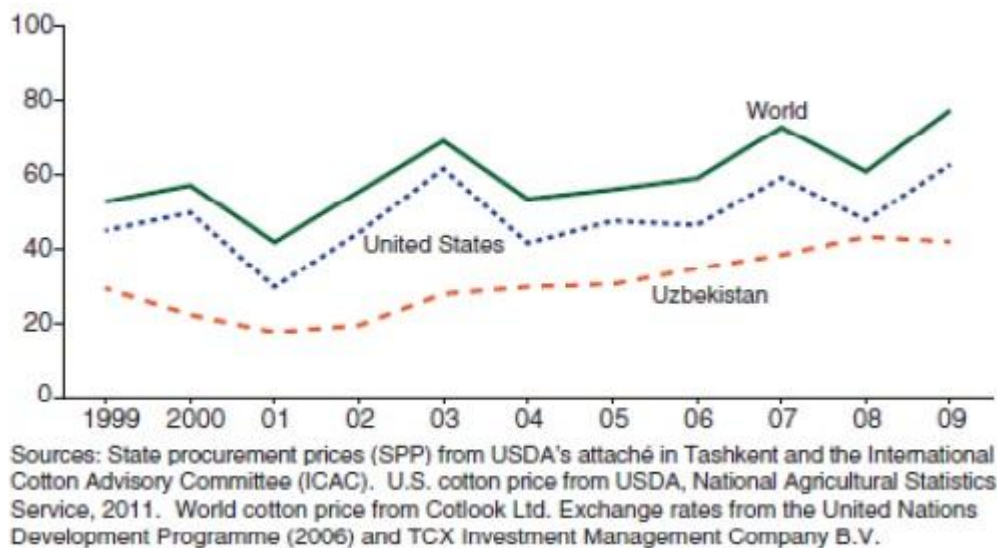 100
80
World
60
United States
40
Uzbekistan
20
0
1999 2000 01 02 03 04 05 06 07 08 09
Sources: State procurement prices (SPP) from USDA's attaché in Tashkent and the International
Cotton Advisory Committee (ICAC). U.S. cotton price from USDA, National Agricultural Statistics
Service, 2011. World cotton price from Cotlook Ltd. Exchange rates from the United Nations
Development Programme (2006) and TCX Investment Management Company B.V.